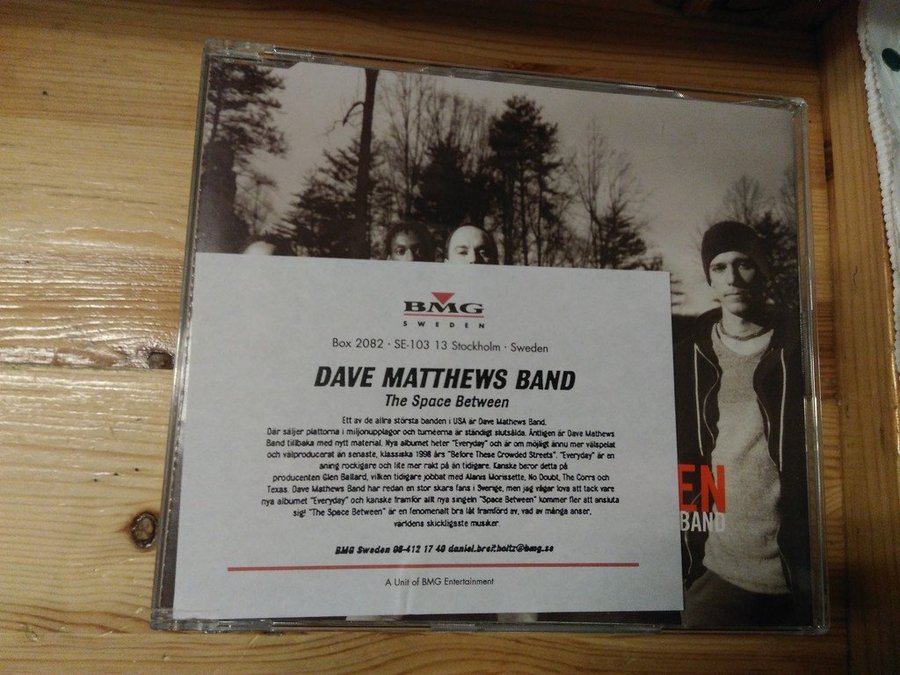 BMG
SWEDEN
Box 2082 · SE-103 13 Stockholm · Sweden
DAVE MATTHEWS BAND
The Space Between
Ett av de allra största banden i USA är Dave Mathews Band.
Där säljer plattorna i miljonupplagor och turnéerna är ständigt slutsålda. Äntligen är Dave Matthews
Band tillbaka med nytt material. Nya albumet heter "Everyday" och är om möjligt ännu mer välspelat
och välproducerat än senaste, klassiska 1998 års "Before These Crowded Streets". "Everyday" är en
aning rockigare och lite mer rakt på än tidigare. Kanske beror detta på
producenten Glen Ballard, vilken tidigare jobbat med Alanis Morissette, No Doubt, The Corrs och
Texas. Dave Mathews Band har redan en stor skara fans i Sverige, men jag vågar lova att tack vare
nya albumet "Everyday" och kanske framför allt nya singeln "Space Between" kommer fler att ansluta
sig! "The Space Between" är en fenomenalt bra låt framförd av, vad av många anser,
världens skickligaste musiker.
BMG Sweden 08-412 17 40 daniel.breitholtz@bmg.se
A Unit of BMG Entertainment
EN
BAND